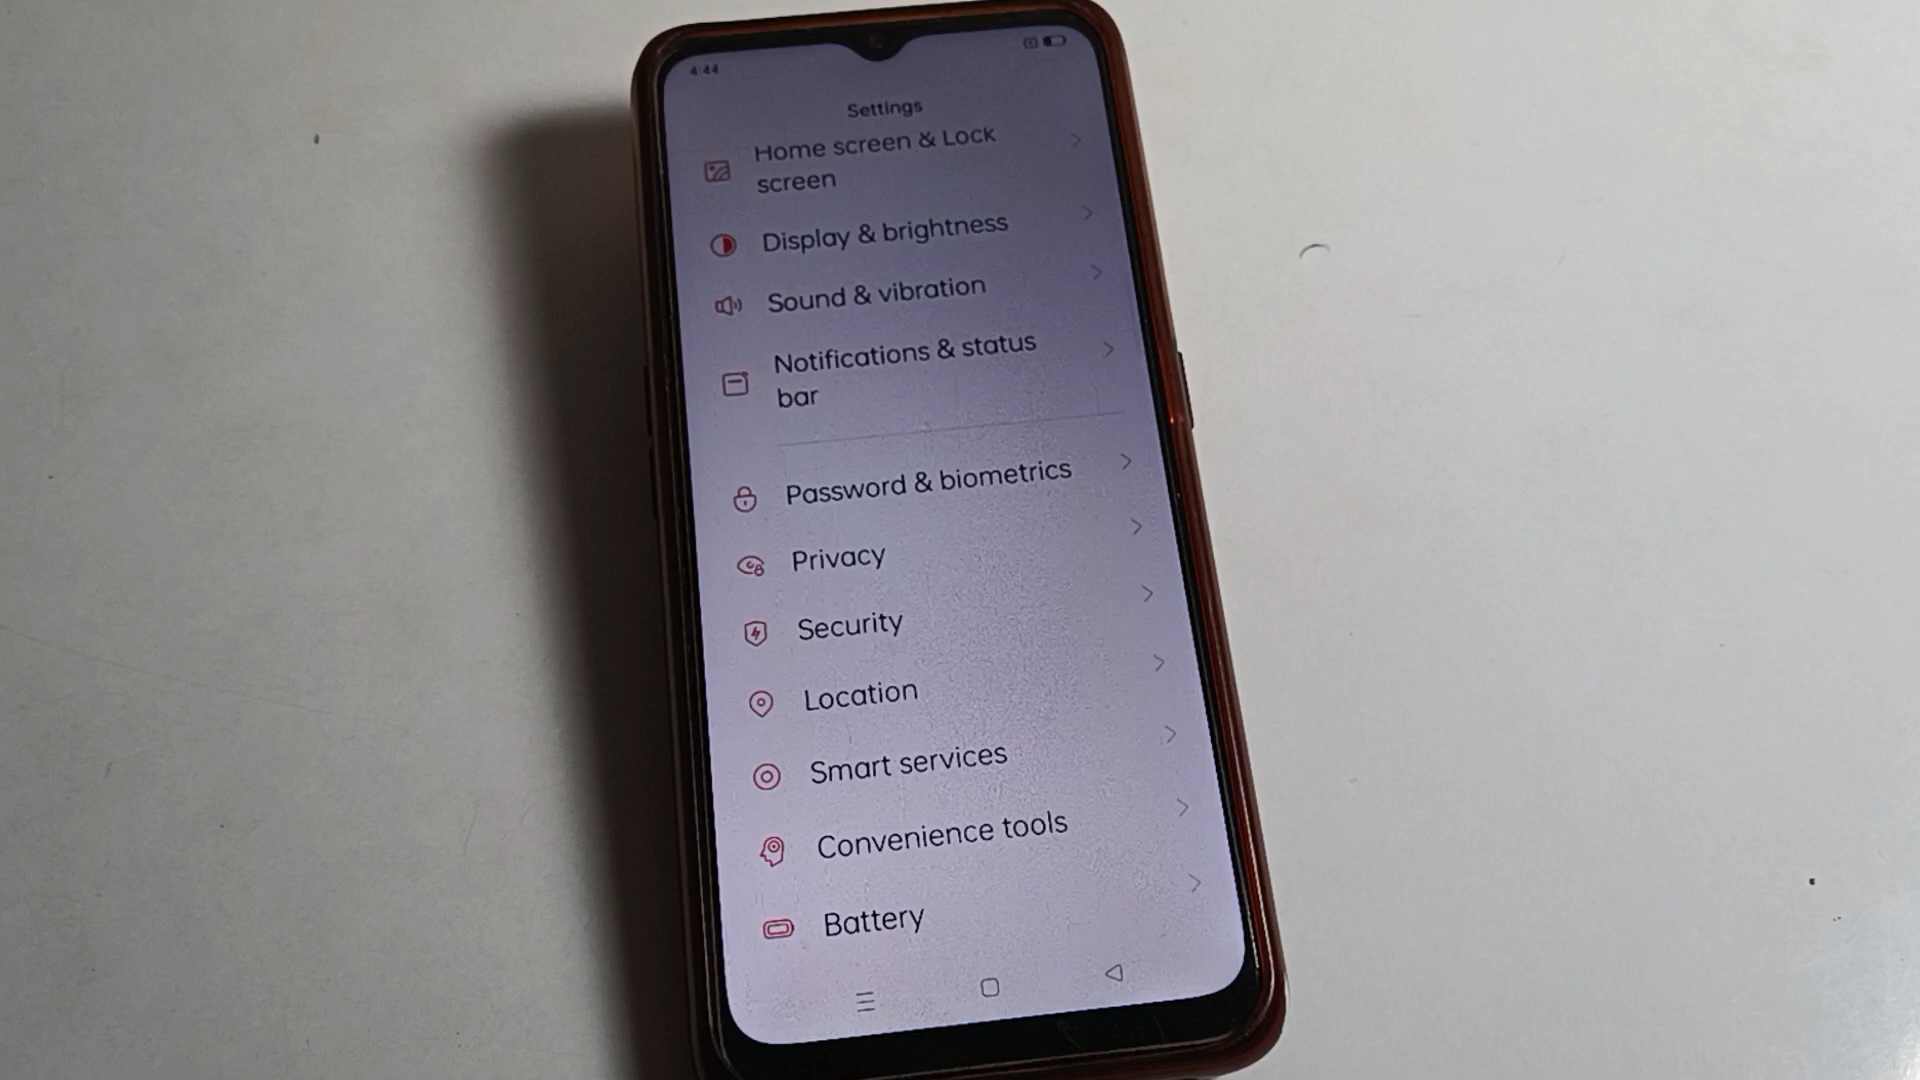 4:44
Settings
Home screen & Lock
screen
Display & brightness
Sound & vibration
Notifications & status
bar
Password & biometrics
Privacy
Security
Location
Smart services
Convenience tools
Battery